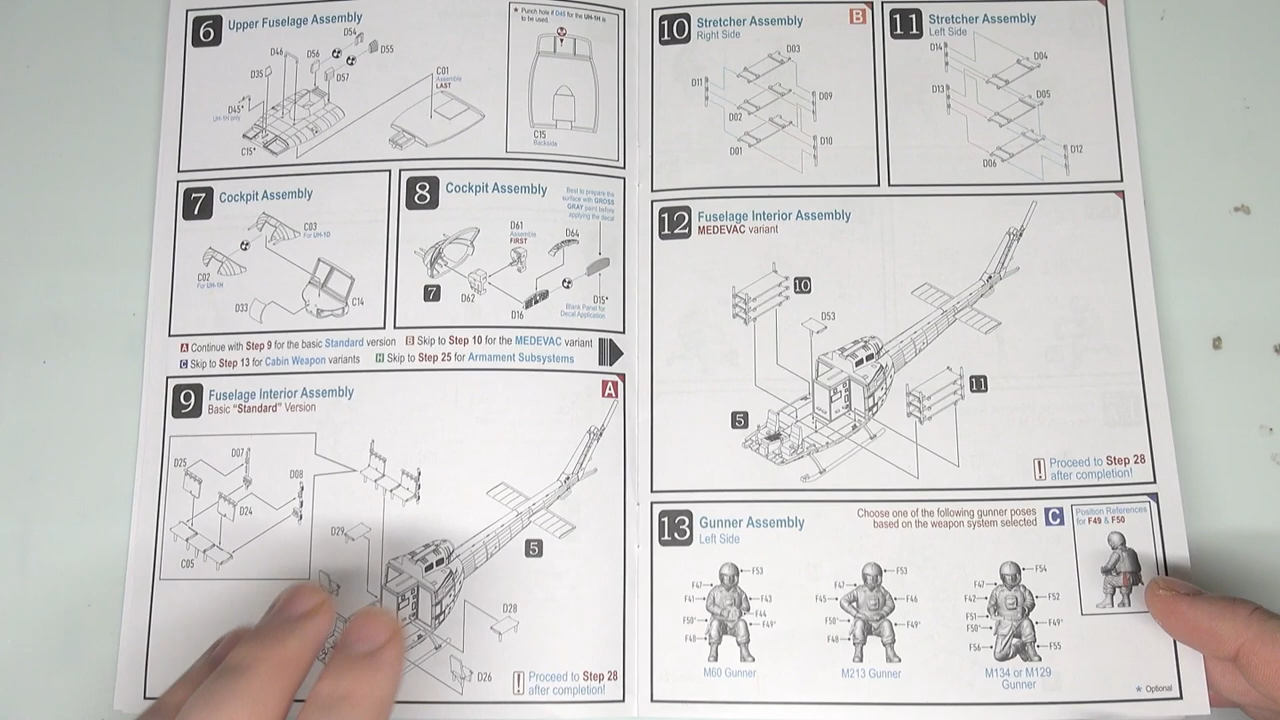 6 Upper Fuselage Assembly
D54
D46
D56
D55
D35
D57
C01
Assemble
LAST
D45*
UH-1H only
C15*
* Punch hole if D45 for the UH-1H is
to be used.
C15
Backside
7 Cockpit Assembly
C03
For UH-1D
C02
For UH-1H
D33
C14
8 Cockpit Assembly
Best to prepare the
surface with GROSS
GRAY paint before
applying the decal
D61
Assemble
FIRST
D64
7
D62
D16
D15*
Blank Panel for
Decal Application
A Continue with Step 9 for the basic Standard version B Skip to Step 10 for the MEDEVAC variant
C Skip to Step 13 for Cabin Weapon variants H Skip to Step 25 for Armament Subsystems
9 Fuselage Interior Assembly A
Basic "Standard" Version
D25
D07
D08
D24
C05
D29
5
D28
D26
! Proceed to Step 28
after completion!
10 Stretcher Assembly B
Right Side
D03
D11
D09
D02
D10
D01
11 Stretcher Assembly
Left Side
D14
D04
D13
D05
D12
D06
12 Fuselage Interior Assembly
MEDEVAC variant
10
D53
11
5
! Proceed to Step 28
after completion!
13 Gunner Assembly
Left Side
Choose one of the following gunner poses
based on the weapon system selected C
Position References
for F49 & F50
F53
F47
F41
F43
F44
F50*
F49*
F48
M60 Gunner
F53
F47
F45
F46
F50*
F49*
F48
M213 Gunner
F54
F47
F42
F52
F51
F50*
F49*
F56
F55
M134 or M129
Gunner
* Optional